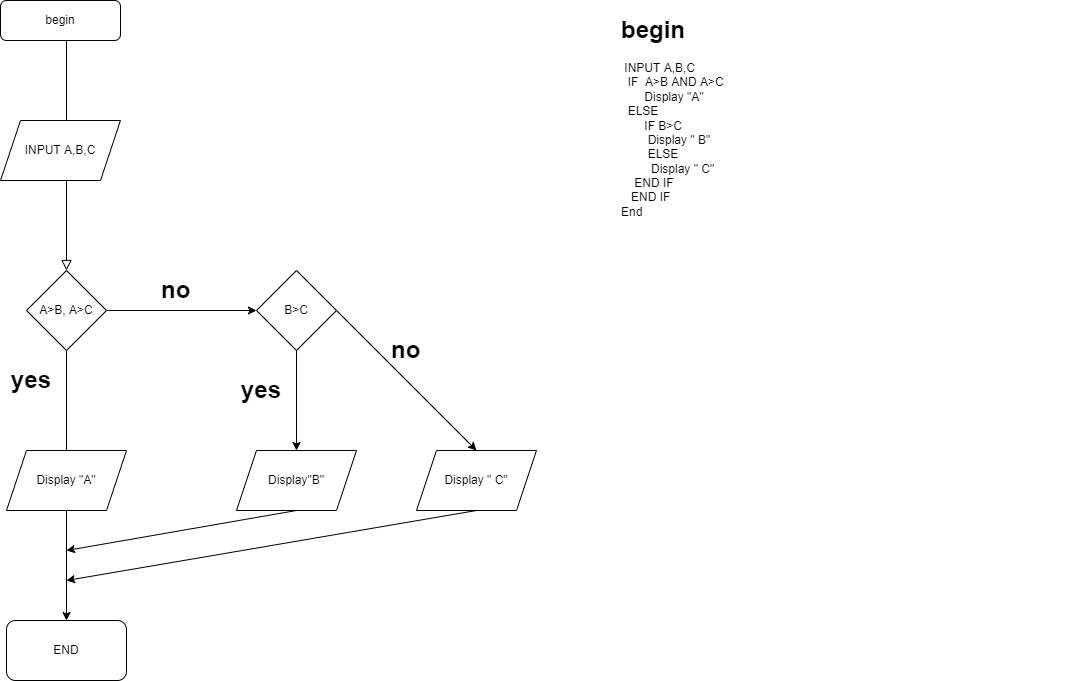 begin
INPUT A,B,C
A>B, A>C
no
B>C
no
yes
yes
Display "A"
Display"B"
Display " C"
END
begin
INPUT A,B,C
IF  A>B AND A>C
Display "A"
ELSE
IF B>C
Display " B"
ELSE
Display " C"
END IF
END IF
End